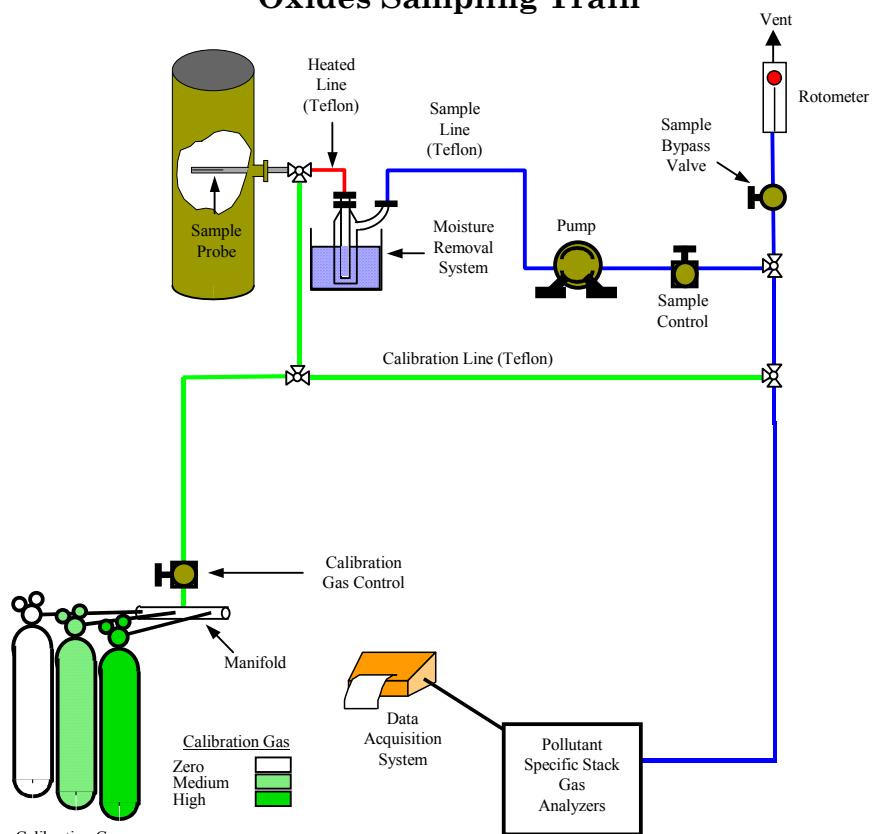 Oxides Sampling Train
Vent
Heated
Line
(Teflon)
Rotometer
Sample
Line
(Teflon)
Sample
Bypass
Valve
Sample
Probe
Moisture
Removal
System
Pump
Sample
Control
Calibration Line (Teflon)
Calibration
Gas Control
Manifold
Data
Acquisition
System
Pollutant
Specific Stack
Gas
Analyzers
Calibration Gas
Zero
Medium
High